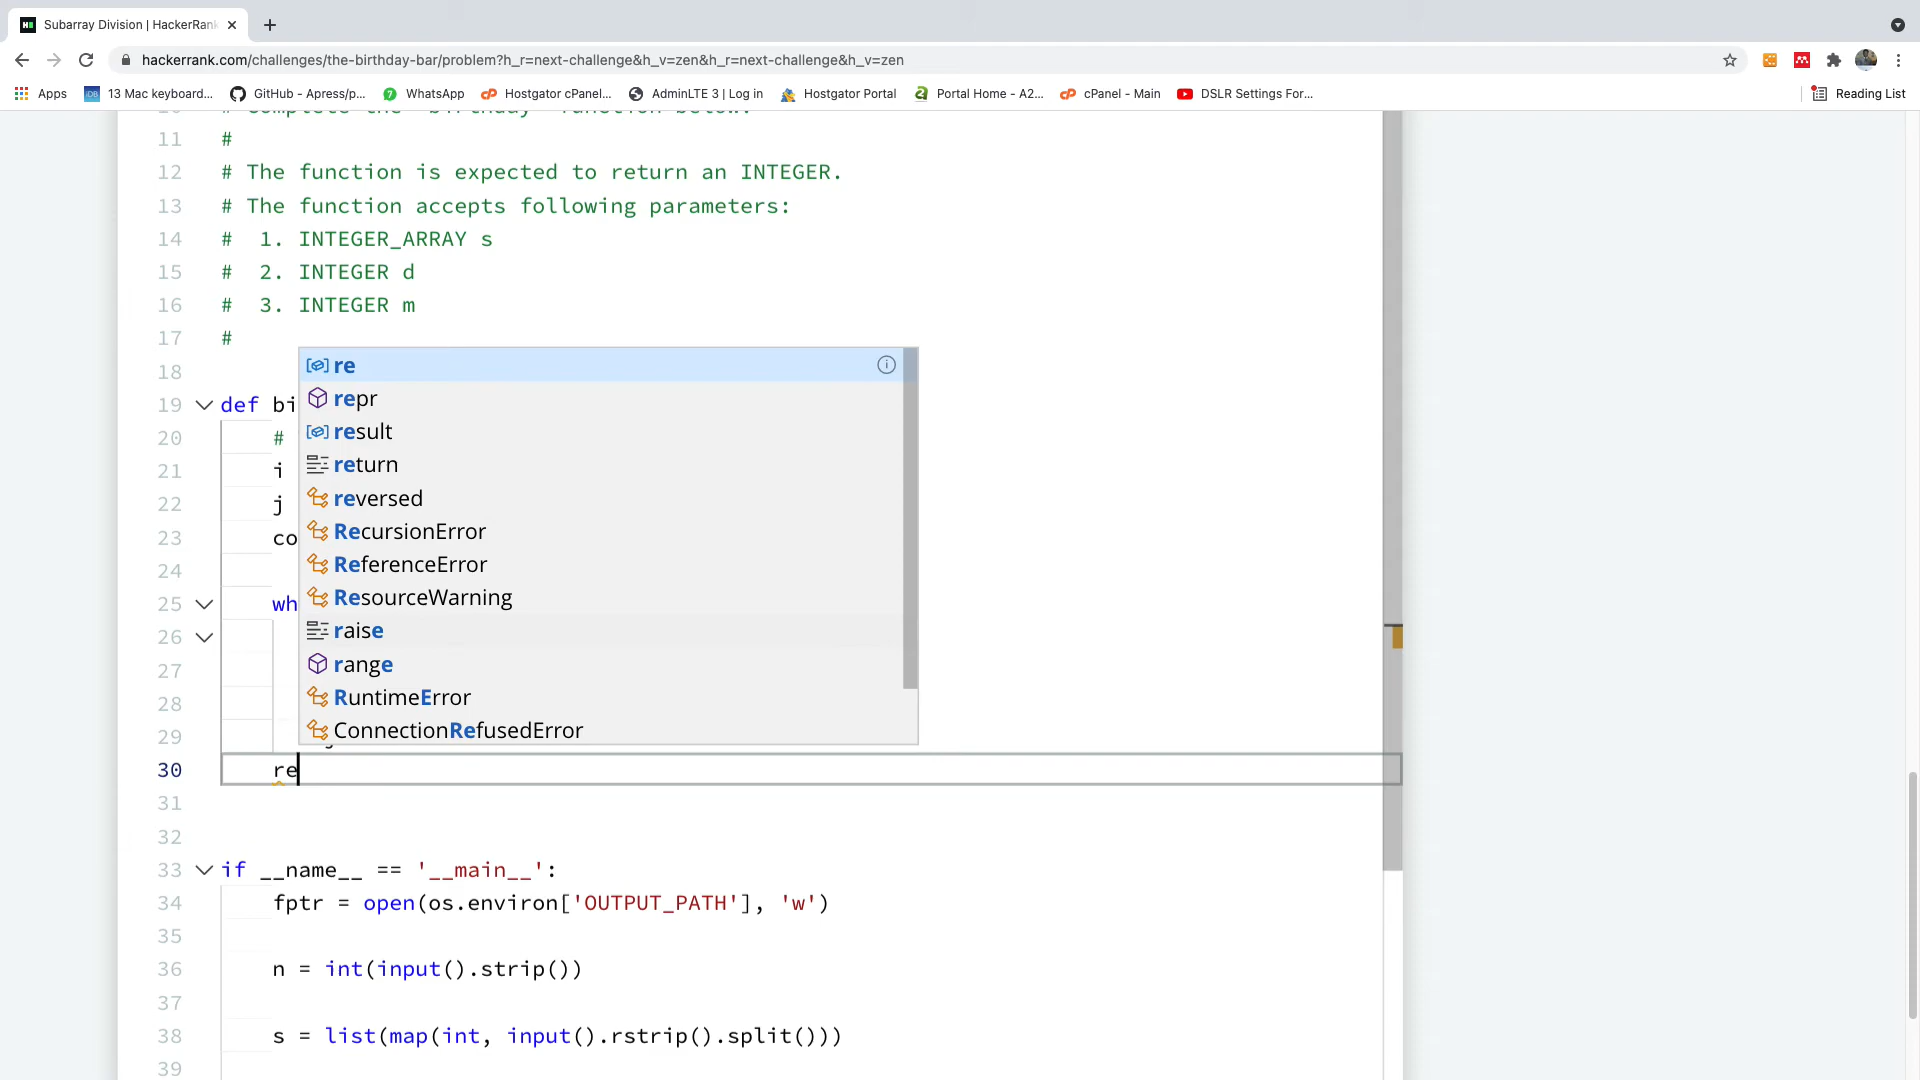 Subarray Division | HackerRank
hackerrank.com/challenges/the-birthday-bar/problem?h_r=next-challenge&h_v=zen&h_r=next-challenge&h_v=zen
Apps 13 Mac keyboard... GitHub - Apress/p... WhatsApp Hostgator cPanel... AdminLTE 3 | Log in Hostgator Portal Portal Home - A2... cPanel - Main DSLR Settings For... Reading List
11 #
12 # The function is expected to return an INTEGER.
13 # The function accepts following parameters:
14 # 1. INTEGER_ARRAY s
15 # 2. INTEGER d
16 # 3. INTEGER m
17 #
18
19 def bi
20 #
21 i
22 j
23 co
24
25 wh
26
27
28
29
re
repr
result
return
reversed
RecursionError
ReferenceError
ResourceWarning
raise
range
RuntimeError
ConnectionRefusedError
30 re
31
32
33 if __name__ == '__main__':
34 fptr = open(os.environ['OUTPUT_PATH'], 'w')
35
36 n = int(input().strip())
37
38 s = list(map(int, input().rstrip().split()))
39